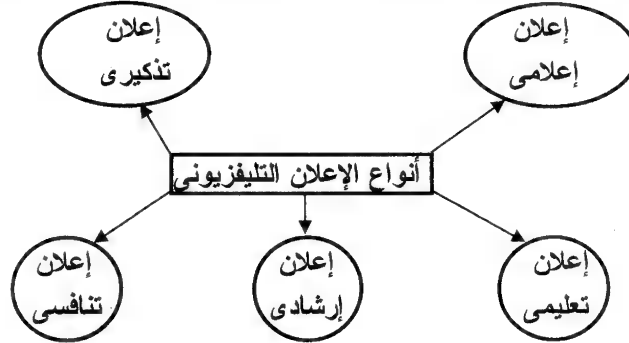 إعلان
إعلامى
إعلان
تذكيرى
أنواع الإعلان التليفزيونى
إعلان
تعليمى
إعلان
إرشادى
إعلان
تنافسى